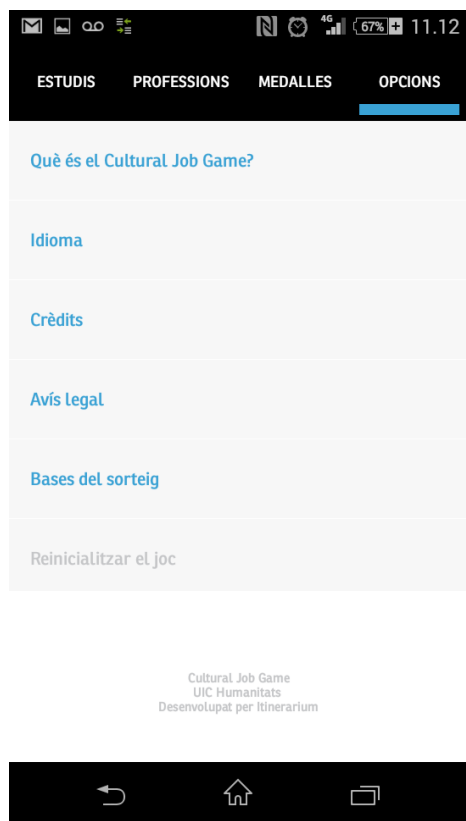 4G 67% 11.12
ESTUDIS PROFESSIONS MEDALLES OPCIONS
Què és el Cultural Job Game?
Idioma
Crèdits
Avís legal
Bases del sorteig
Reinicialitzar el joc
Cultural Job Game
UIC Humanitats
Desenvolupat per Itinerarium